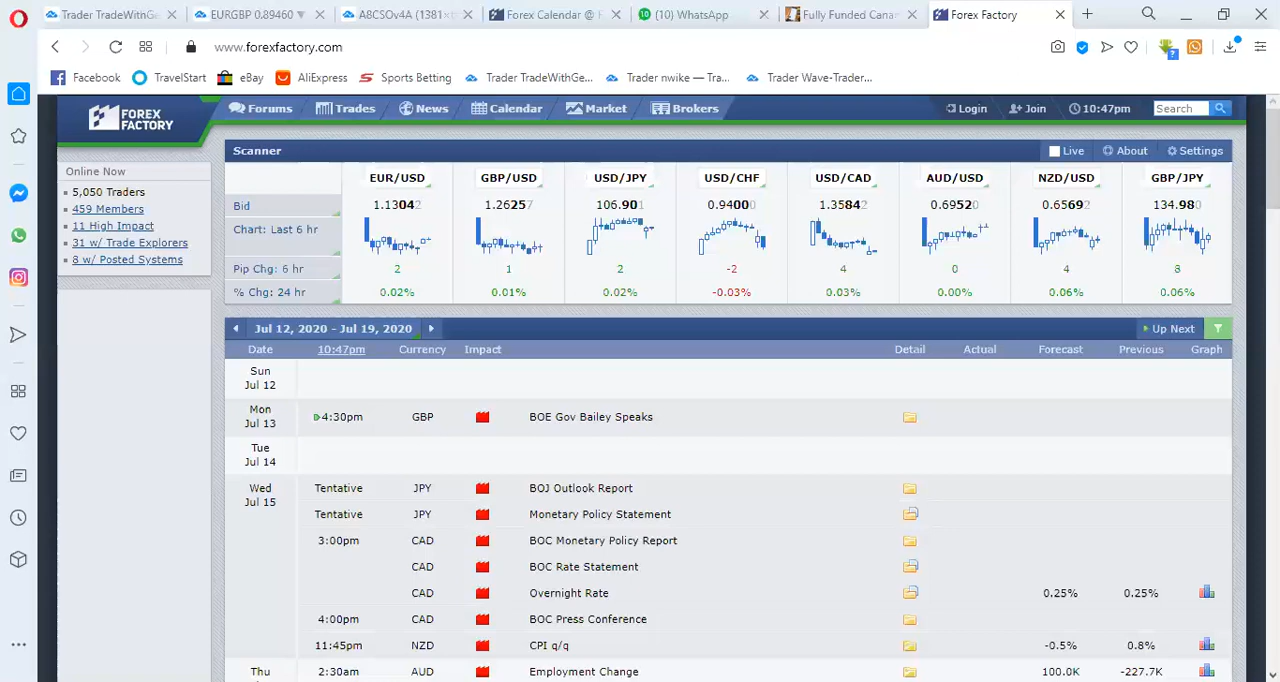 Trader TradeWithGe
EURGBP 0.89460 ▼
A8CSOv4A (1381×
Forex Calendar @ F
(10) WhatsApp
Fully Funded Canar
Forex Factory
www.forexfactory.com
Facebook
TravelStart
eBay
AliExpress
Sports Betting
Trader TradeWithGe...
Trader nwike — Tra...
Trader Wave-Trader...
FOREX FACTORY
Forums
Trades
News
Calendar
Market
Brokers
Login
Join
10:47pm
Search
Online Now
5,050 Traders
459 Members
11 High Impact
31 w/ Trade Explorers
8 w/ Posted Systems
Scanner
Live
About
Settings
EUR/USD GBP/USD USD/JPY USD/CHF USD/CAD AUD/USD NZD/USD GBP/JPY
Bid 1.13042 1.26257 106.901 0.94000 1.35842 0.69520 0.65692 134.980
Chart: Last 6 hr
Pip Chg: 6 hr 2 1 2 -2 4 0 4 8
% Chg: 24 hr 0.02% 0.01% 0.02% -0.03% 0.03% 0.00% 0.06% 0.06%
Jul 12, 2020 - Jul 19, 2020
Up Next
Date 10:47pm Currency Impact Detail Actual Forecast Previous Graph
Sun
Jul 12
Mon
Jul 13
4:30pm GBP BOE Gov Bailey Speaks
Tue
Jul 14
Wed
Jul 15
Tentative JPY BOJ Outlook Report
Tentative JPY Monetary Policy Statement
3:00pm CAD BOC Monetary Policy Report
CAD BOC Rate Statement
CAD Overnight Rate 0.25% 0.25%
4:00pm CAD BOC Press Conference
11:45pm NZD CPI q/q -0.5% 0.8%
Thu 2:30am AUD Employment Change 100.0K -227.7K